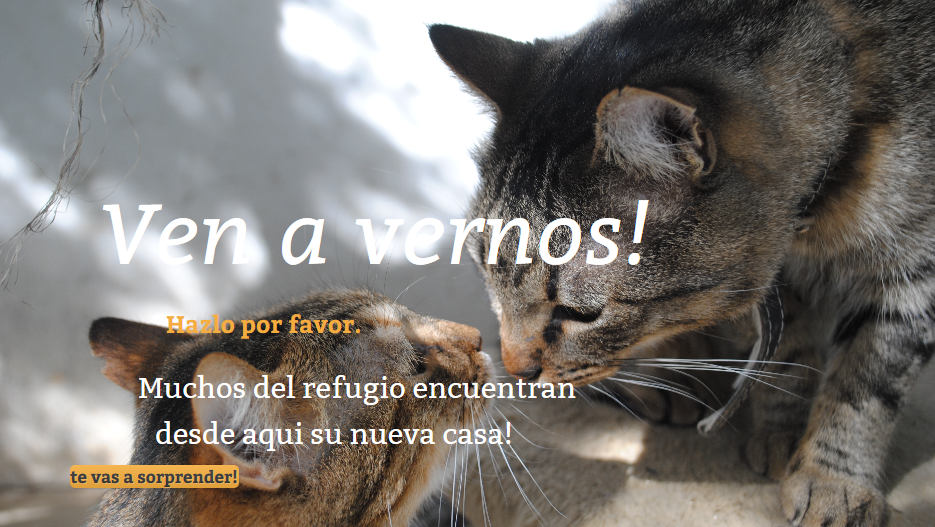 Ven a vernos!
Hazlo por favor.
Muchos del refugio encuentran
desde aqui su nueva casa!
te vas a sorprender!